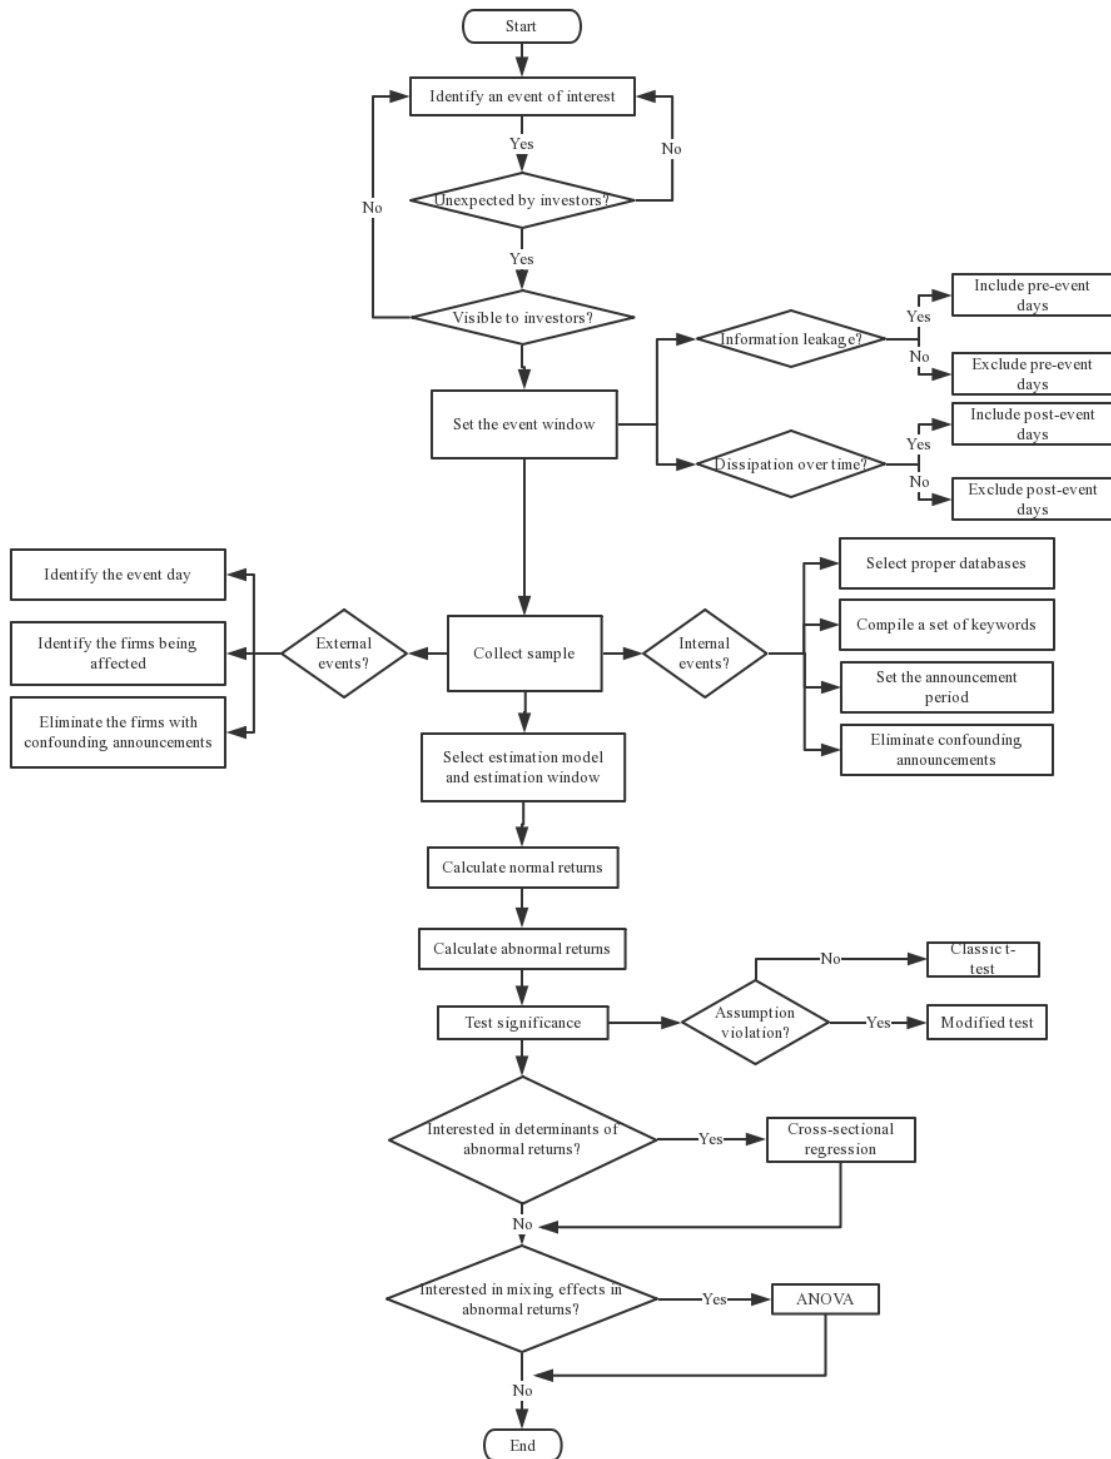 Start
Identify an event of interest
Yes
No
Unexpected by investors?
No
Yes
Visible to investors?
Include pre-event
days
Yes
Information leakage?
No
Exclude pre-event
days
Set the event window
Include post-event
days
Yes
Dissipation over time?
No
Exclude post-event
days
Identify the event day
Identify the firms being
affected
Eliminate the firms with
confounding announcements
External
events?
Collect sample
Internal
events?
Select proper databases
Compile a set of keywords
Set the announcement
period
Eliminate confounding
announcements
Select estimation model
and estimation window
Calculate normal returns
Calculate abnormal returns
No
Classic t-
test
Test significance
Assumption
violation?
Yes
Modified test
Interested in determinants of
abnormal returns?
Yes
Cross-sectional
regression
No
Interested in mixing effects in
abnormal returns?
Yes
ANOVA
No
End